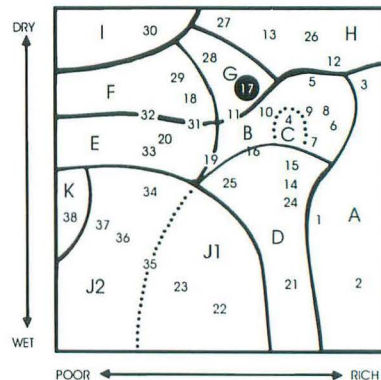 DRY
I 30 27 13 26 H
28 12
F 29 G 17 5 3
18 10 9 8
32 31 11 4 6
E 20 B C 7
33 19 16
15
K 34 25 14
24
38 37 1 A
36 D
35 J1
J2 23 21 2
22
WET
POOR RICH